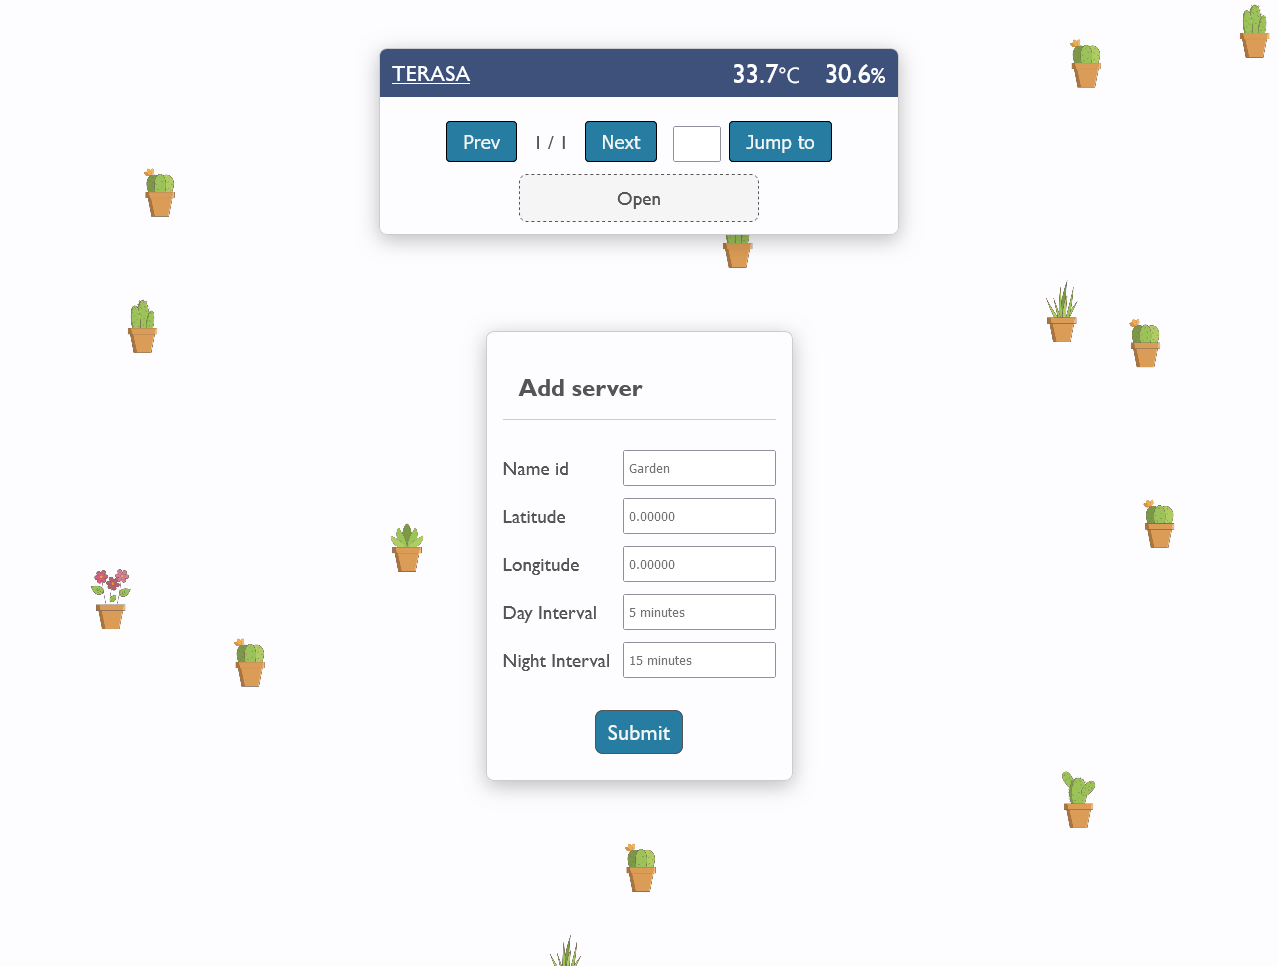 TERASA 33.7°C 30.6%
Prev 1 / 1 Next Jump to
Open
Add server
Name id Garden
Latitude 0.00000
Longitude 0.00000
Day Interval 5 minutes
Night Interval 15 minutes
Submit